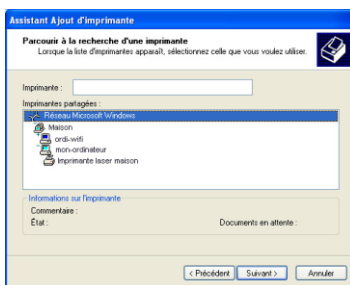 Assistant Ajout d'imprimante
Parcourir à la recherche d'une imprimante
Lorsque la liste d'imprimantes apparaît, sélectionnez celle que vous voulez utiliser.
Imprimante :
Imprimantes partagées :
Réseau Microsoft Windows
Maison
ordi-wifi
mon-ordinateur
Imprimante laser maison
Informations sur l'imprimante
Commentaire :
État :
Documents en attente :
< Précédent
Suivant >
Annuler